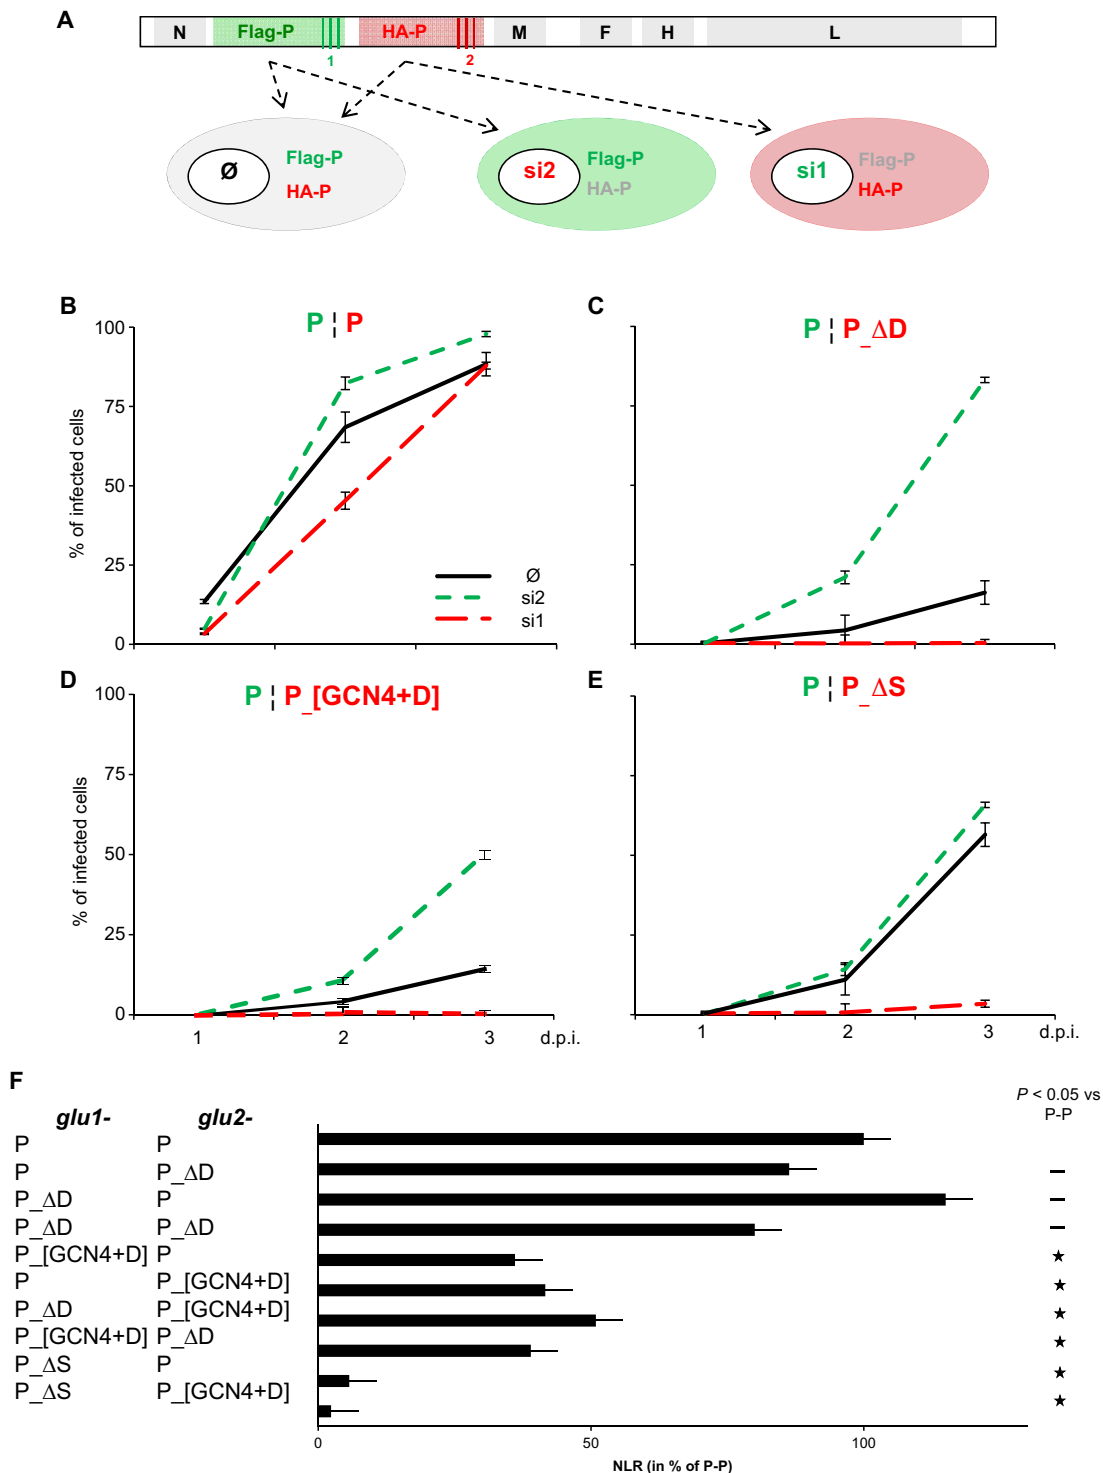 A
N Flag-P HA-P M F H L
1 2
Ø Flag-P HA-P
si2 Flag-P HA-P
si1 Flag-P HA-P
B
P ¦ P
100
75
50
25
0
% of infected cells
Ø
si2
si1
C
P ¦ P_ΔD
D
P ¦ P_[GCN4+D]
100
75
50
25
0
% of infected cells
1 2 3 d.p.i.
E
P ¦ P_ΔS
1 2 3 d.p.i.
F
glu1- glu2-
P < 0.05 vs
P-P
P P
P P_ΔD –
P_ΔD P –
P_ΔD P_ΔD –
P_[GCN4+D] P ★
P P_[GCN4+D] ★
P_ΔD P_[GCN4+D] ★
P_[GCN4+D] P_ΔD ★
P_ΔS P ★
P_ΔS P_[GCN4+D] ★
0 50 100
NLR (in % of P-P)